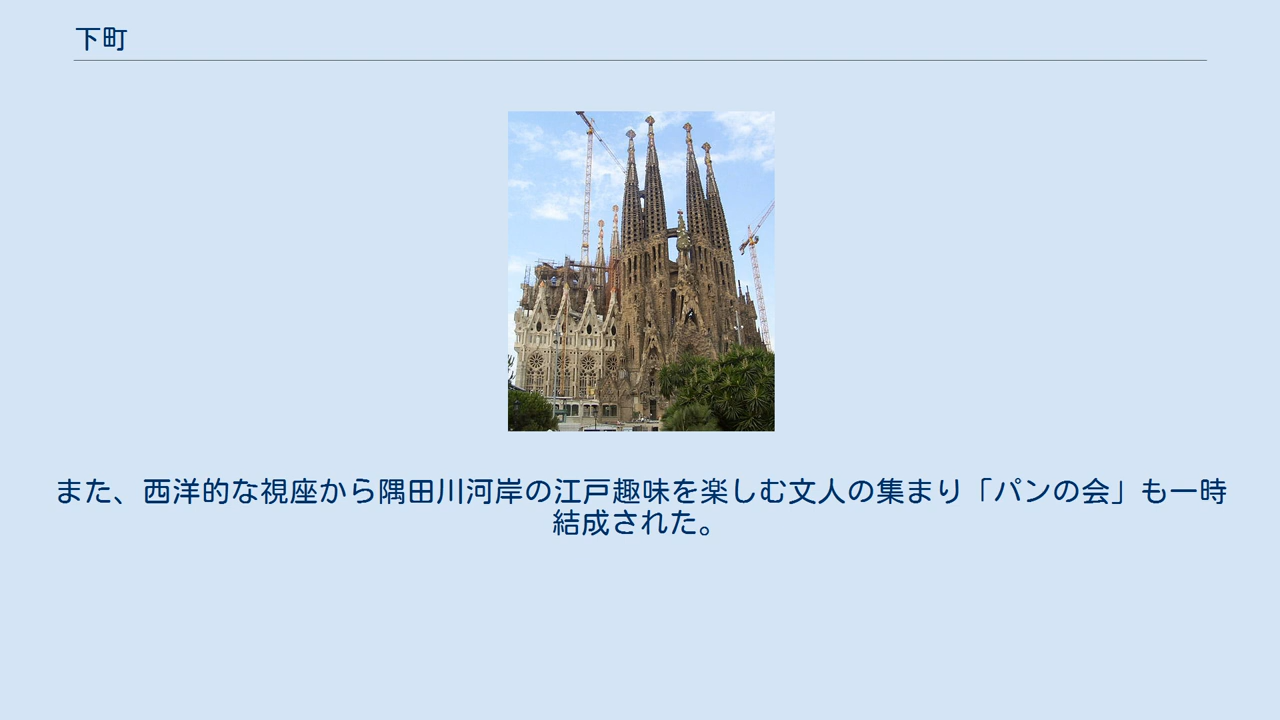 下町
また、西洋的な視座から隅田川河岸の江戸趣味を楽しむ文人の集まり「パンの会」も一時
結成された。